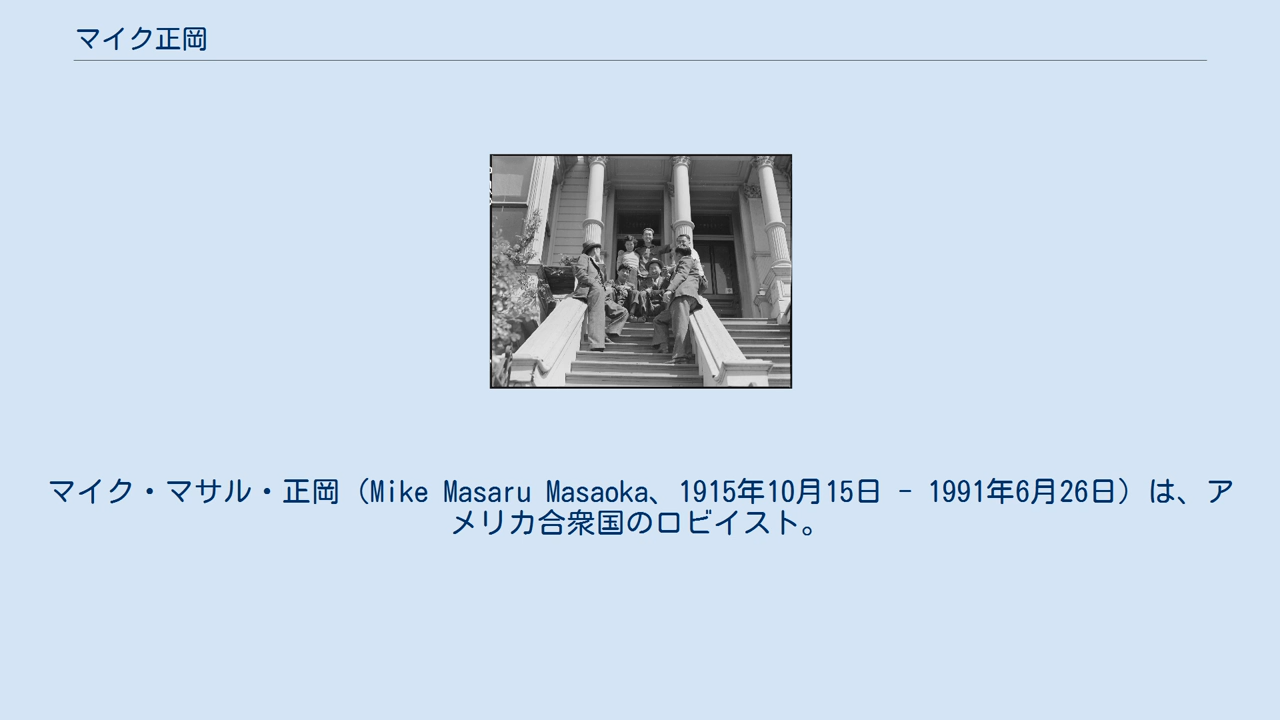 マイク正岡
マイク・マサル・正岡（Mike Masaru Masaoka、1915年10月15日 - 1991年6月26日）は、ア
メリカ合衆国のロビイスト。